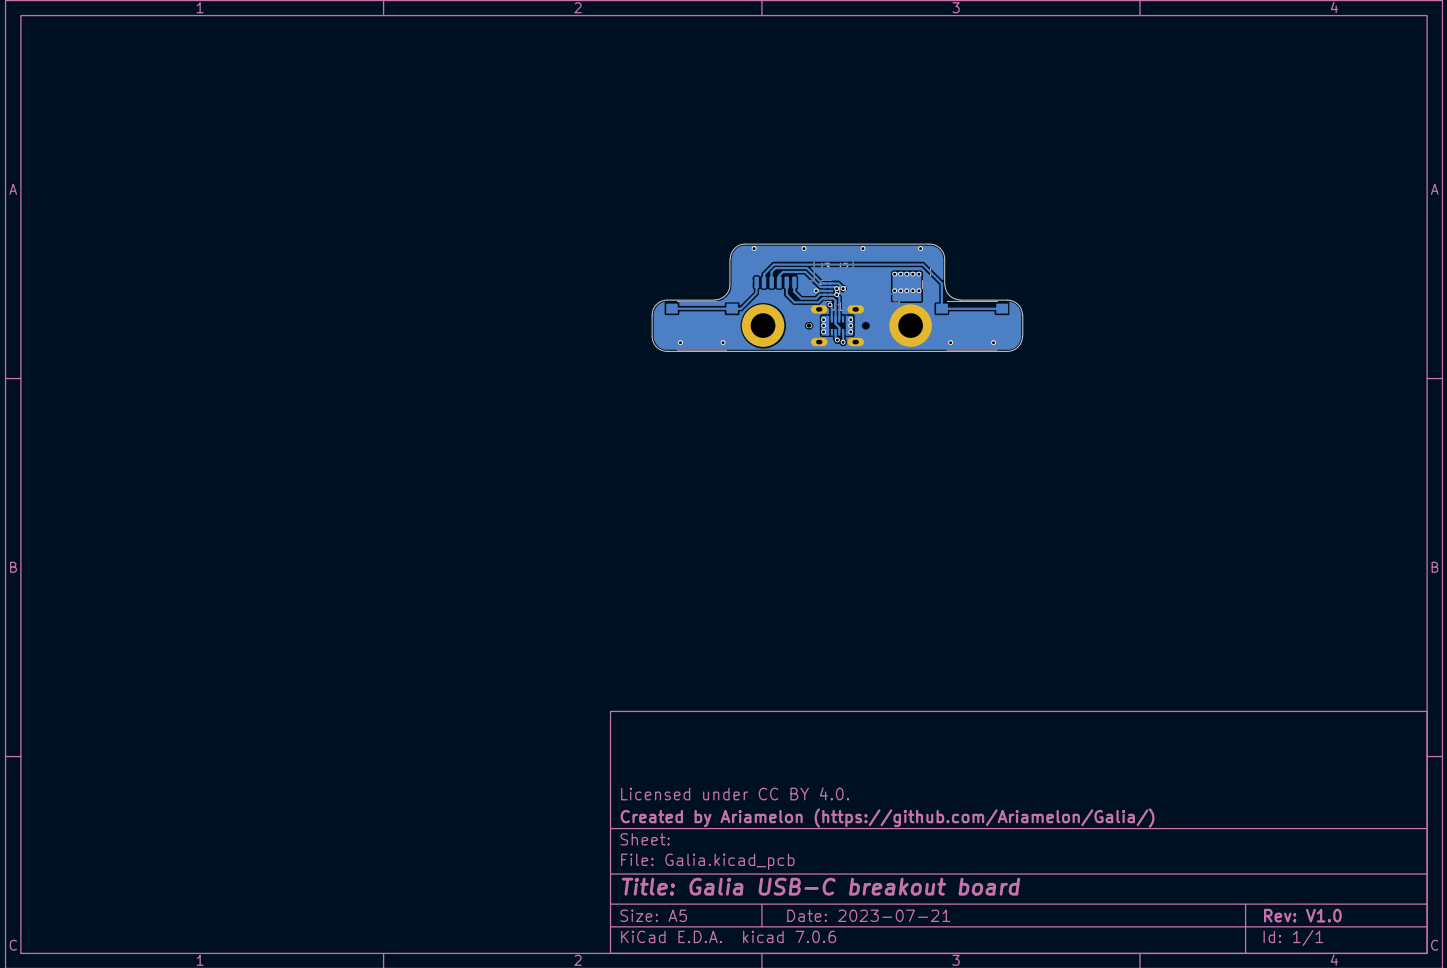 1 2 3 4
A A
B B
Licensed under CC BY 4.0.
Created by Ariamelon (https://github.com/Ariamelon/Galia/)
Sheet:
File: Galia.kicad_pcb
Title: Galia USB-C breakout board
Size: A5 Date: 2023-07-21 Rev: V1.0
KiCad E.D.A. kicad 7.0.6 Id: 1/1
C C
1 2 3 4